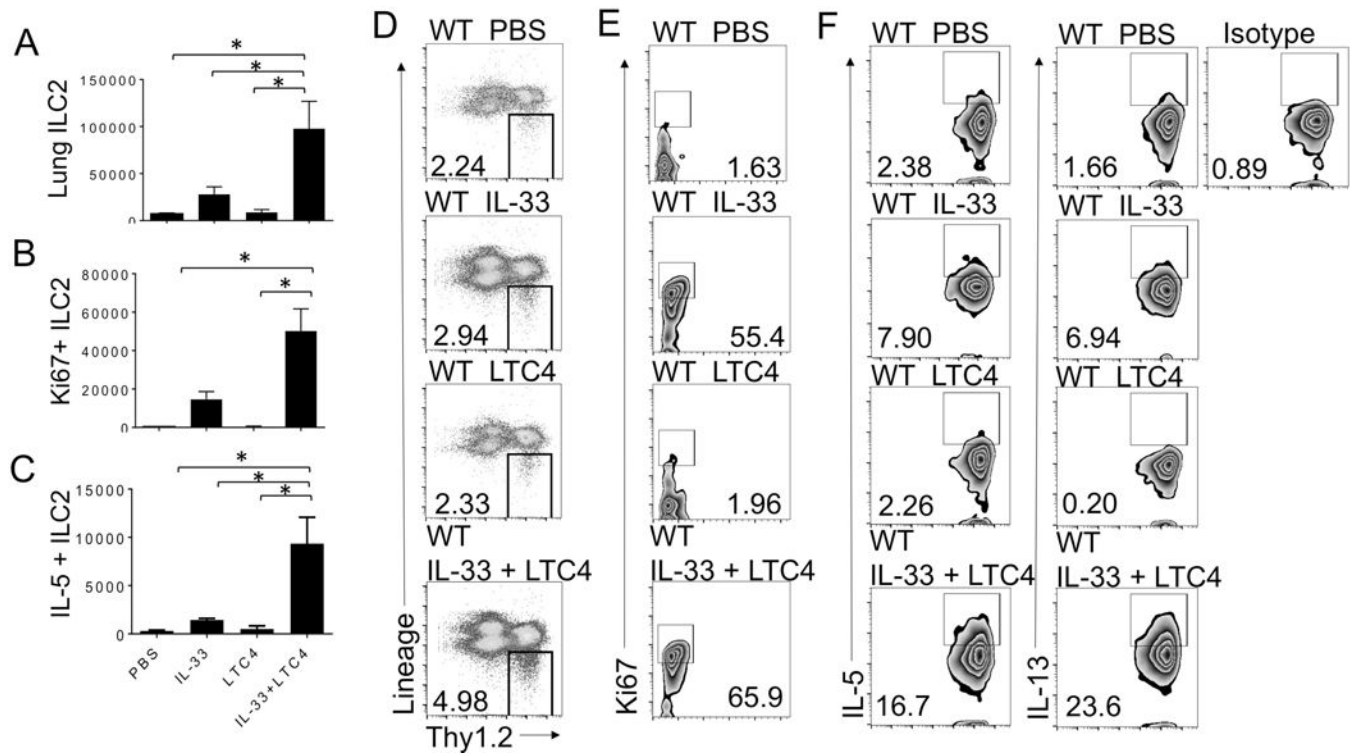 A
*
*
*
150000
100000
50000
0
Lung ILC2
B
*
*
80000
60000
40000
20000
0
Ki67+ ILC2
C
*
*
*
15000
10000
5000
0
IL-5 + ILC2
PBS
IL-33
LTC4
IL-33+LTC4
D
WT PBS
2.24
WT IL-33
2.94
WT LTC4
2.33
WT
IL-33 + LTC4
4.98
Lineage
Thy1.2
E
WT PBS
1.63
WT IL-33
55.4
WT LTC4
1.96
WT
IL-33 + LTC4
65.9
Ki67
F
WT PBS
2.38
WT IL-33
7.90
WT LTC4
2.26
WT
IL-33 + LTC4
16.7
IL-5
WT PBS
1.66
WT IL-33
6.94
WT LTC4
0.20
WT
IL-33 + LTC4
23.6
IL-13
Isotype
0.89